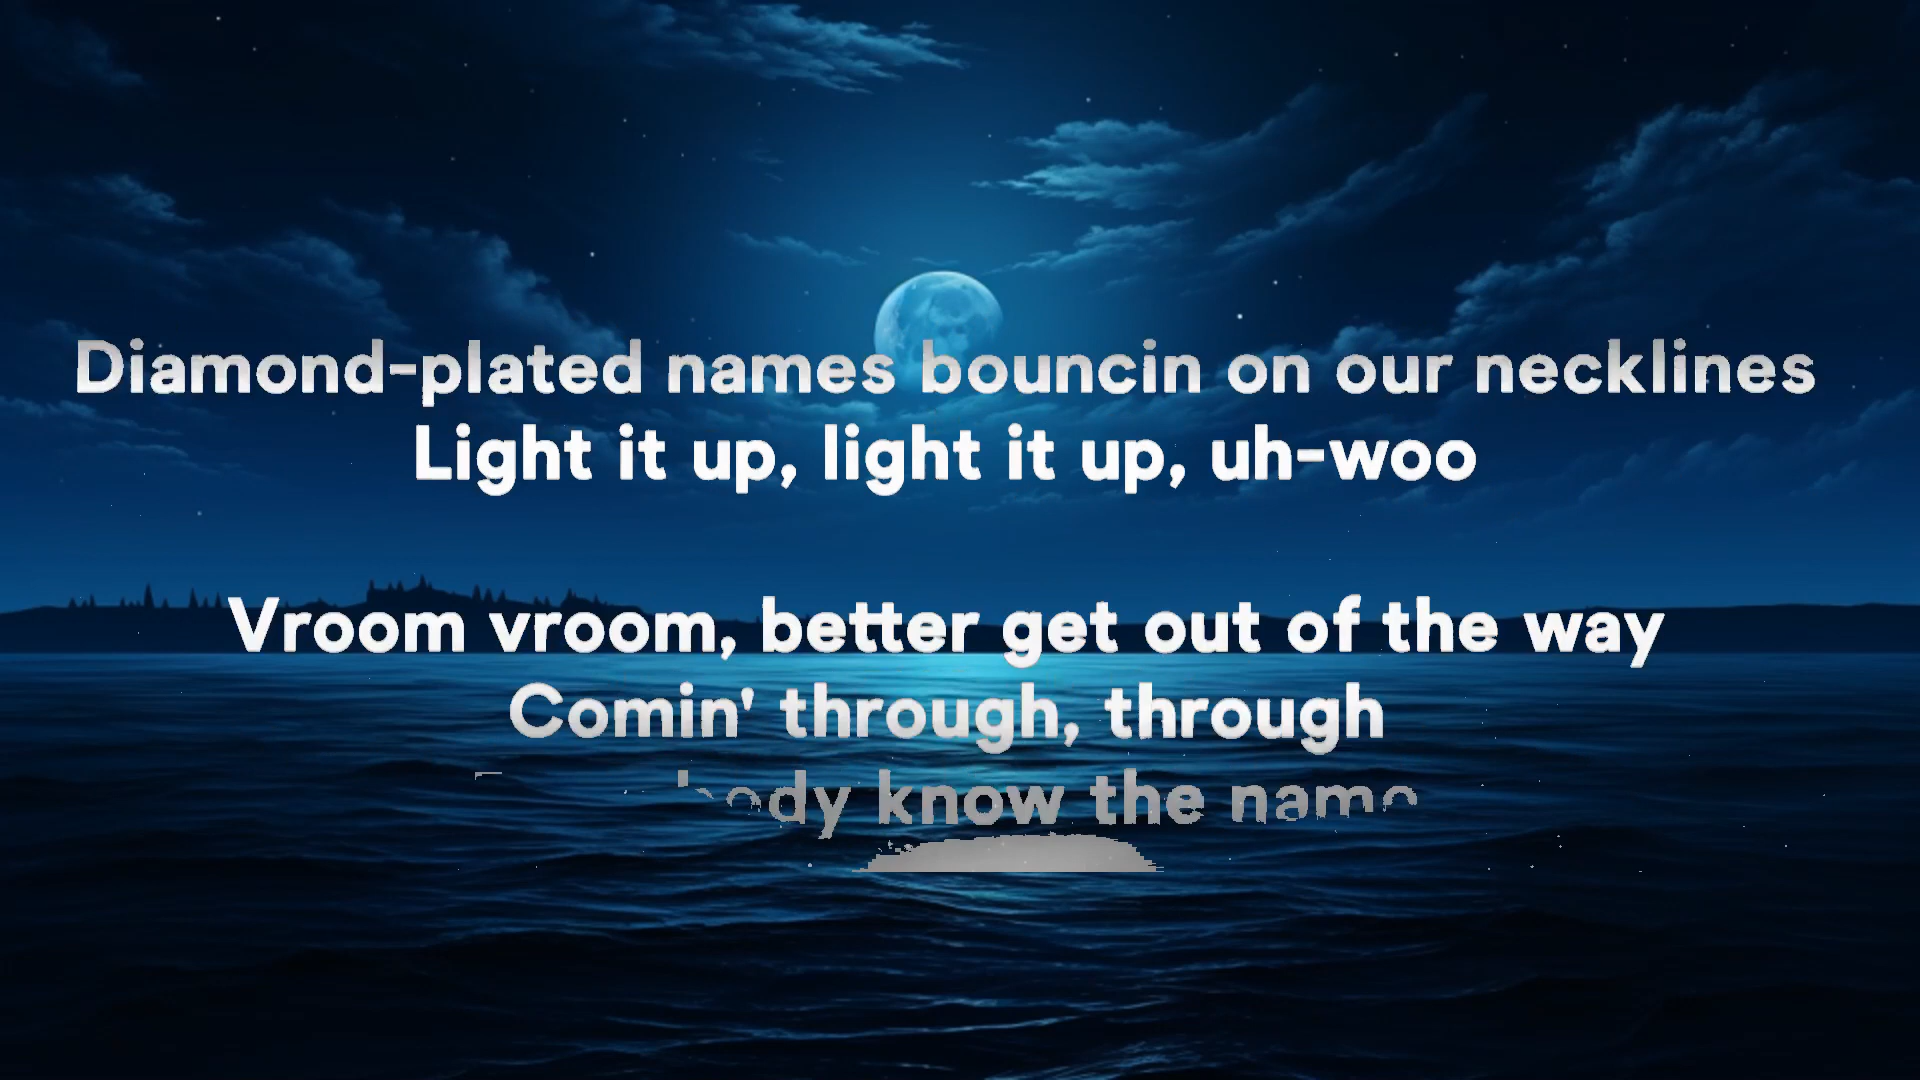 Diamond-plated names bouncin on our necklines
Light it up, light it up, uh-woo
Vroom vroom, better get out of the way
Comin' through, through
know the